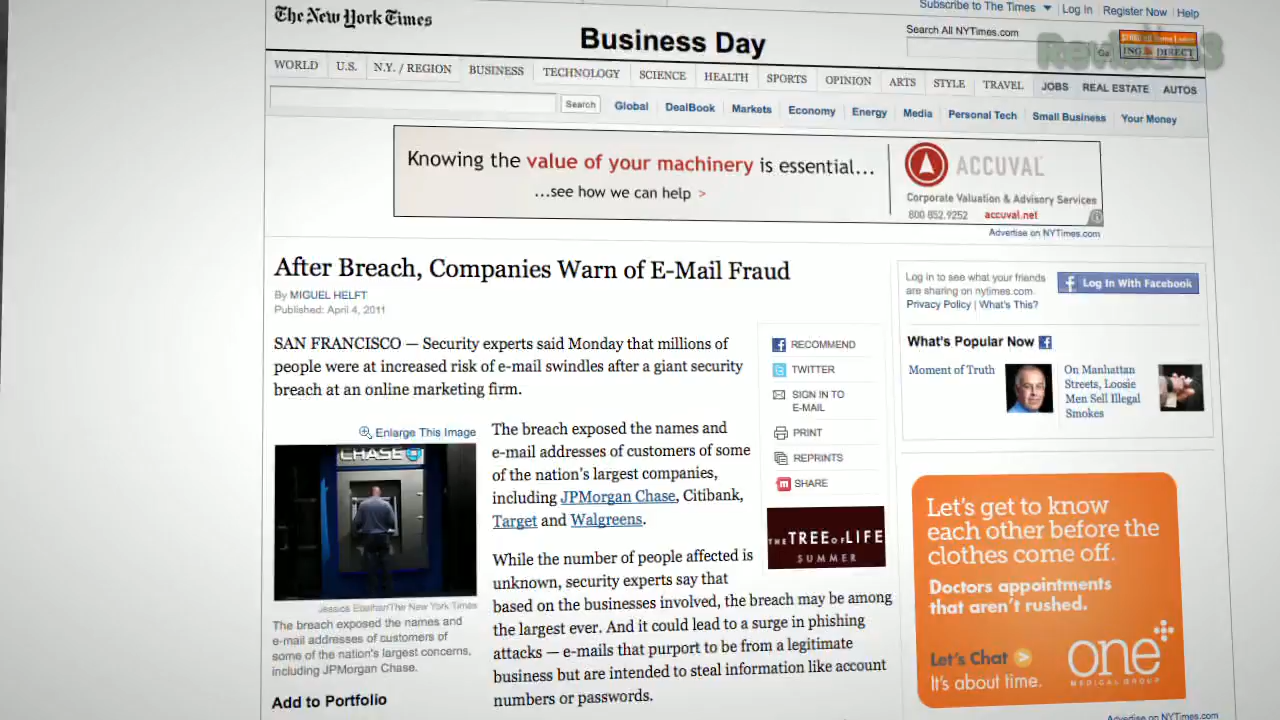 The New York Times
Business Day
Subscribe to The Times
Log In
Register Now
Help
Search All NYTimes.com
Go
ING DIRECT
Revision3
WORLD
U.S.
N.Y. / REGION
BUSINESS
TECHNOLOGY
SCIENCE
HEALTH
SPORTS
OPINION
ARTS
STYLE
TRAVEL
JOBS
REAL ESTATE
AUTOS
Search
Global
DealBook
Markets
Economy
Energy
Media
Personal Tech
Small Business
Your Money
Knowing the value of your machinery is essential...
...see how we can help >
ACCUVAL
Corporate Valuation & Advisory Services
800 852.9252 accuval.net
Advertise on NYTimes.com
After Breach, Companies Warn of E-Mail Fraud
By MIGUEL HELFT
Published: April 4, 2011
SAN FRANCISCO — Security experts said Monday that millions of
people were at increased risk of e-mail swindles after a giant security
breach at an online marketing firm.
Enlarge This Image
CHASE
Jessica Ebelhar/The New York Times
The breach exposed the names and
e-mail addresses of customers of
some of the nation's largest concerns,
including JPMorgan Chase.
Add to Portfolio
The breach exposed the names and
e-mail addresses of customers of some
of the nation's largest companies,
including JPMorgan Chase, Citibank,
Target and Walgreens.
While the number of people affected is
unknown, security experts say that
based on the businesses involved, the breach may be among
the largest ever. And it could lead to a surge in phishing
attacks — e-mails that purport to be from a legitimate
business but are intended to steal information like account
numbers or passwords.
RECOMMEND
TWITTER
SIGN IN TO
E-MAIL
PRINT
REPRINTS
SHARE
THE TREE OF LIFE
SUMMER
Log in to see what your friends
are sharing on nytimes.com
Privacy Policy | What's This?
Log In With Facebook
What's Popular Now
Moment of Truth
On Manhattan
Streets, Loosie
Men Sell Illegal
Smokes
Let's get to know
each other before the
clothes come off.
Doctors appointments
that aren't rushed.
Let's Chat >
It's about time.
one
MEDICAL GROUP
Advertise on NYTimes.com